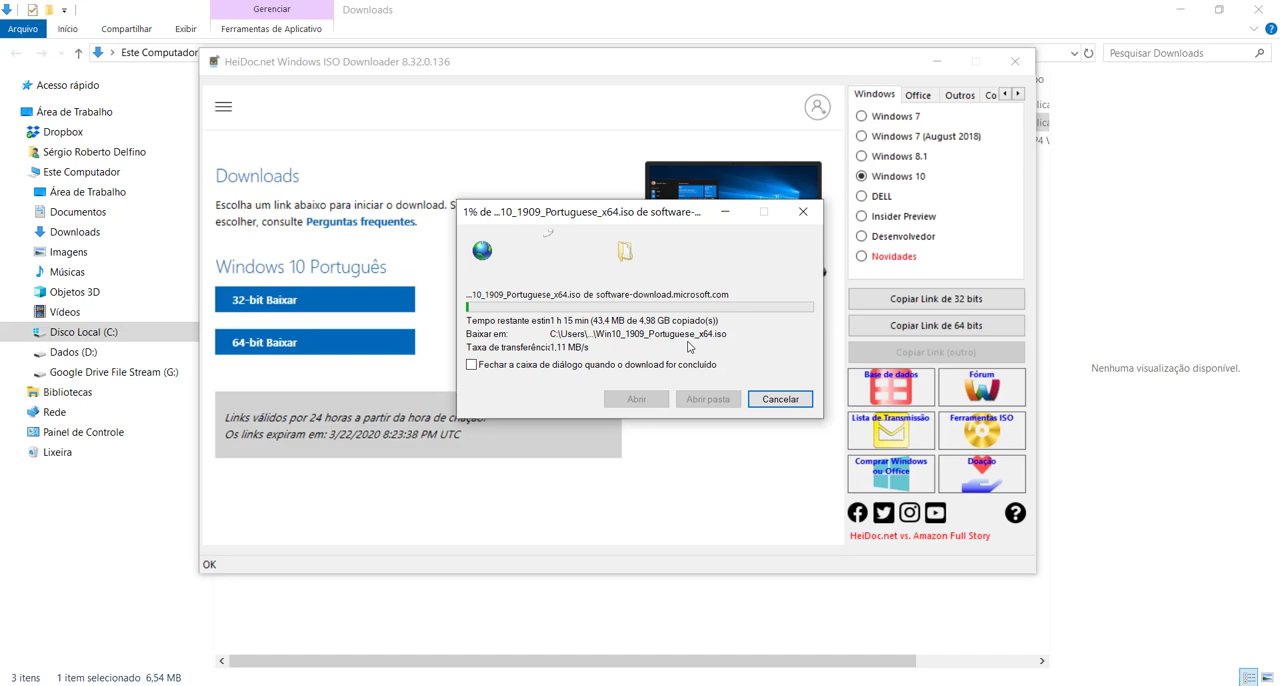 Gerenciar
Downloads
Arquivo
Início
Compartilhar
Exibir
Ferramentas de Aplicativo
Este Computador
Pesquisar Downloads
Acesso rápido
Área de Trabalho
Dropbox
Sérgio Roberto Delfino
Este Computador
Área de Trabalho
Documentos
Downloads
Imagens
Músicas
Objetos 3D
Vídeos
Disco Local (C:)
Dados (D:)
Google Drive File Stream (G:)
Bibliotecas
Rede
Painel de Controle
Lixeira
HeiDoc.net Windows ISO Downloader 8.32.0.136
Downloads
Escolha um link abaixo para iniciar o download. S
escolher, consulte Perguntas frequentes.
Windows 10 Português
32-bit Baixar
64-bit Baixar
Links válidos por 24 horas a partir da hora de criação.
Os links expiram em: 3/22/2020 8:23:38 PM UTC
OK
1% de ...10_1909_Portuguese_x64.iso de software-...
...10_1909_Portuguese_x64.iso de software-download.microsoft.com
Tempo restante estin1 h 15 min (43,4 MB de 4,98 GB copiado(s))
Baixar em: C:\Users\...\Win10_1909_Portuguese_x64.iso
Taxa de transferênci:1,11 MB/s
Fechar a caixa de diálogo quando o download for concluído
Abrir
Abrir pasta
Cancelar
Windows
Office
Outros
Co
Windows 7
Windows 7 (August 2018)
Windows 8.1
Windows 10
DELL
Insider Preview
Desenvolvedor
Novidades
Copiar Link de 32 bits
Copiar Link de 64 bits
Copiar Link (outro)
Base de dados
Fórum
Lista de Transmissão
Ferramentas ISO
Comprar Windows
ou Office
Doação
HeiDoc.net vs. Amazon Full Story
Nenhuma visualização disponível.
3 itens
1 item selecionado 6,54 MB